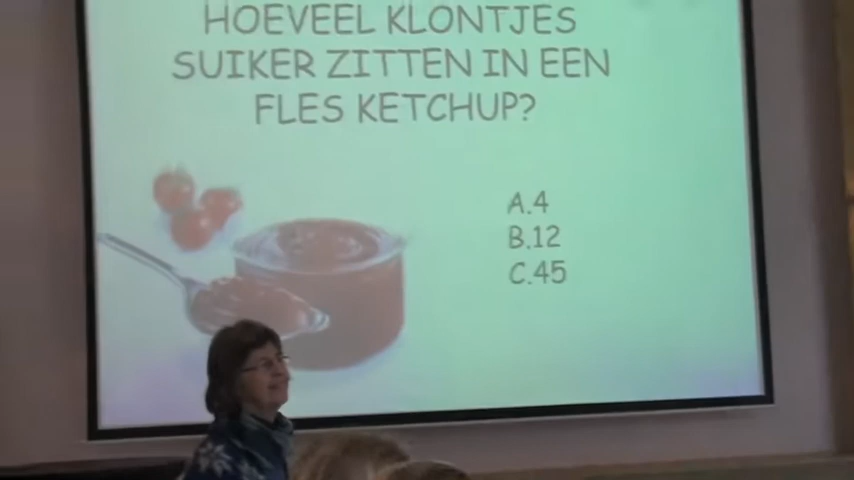 HOEVEEL KLONTJES
SUIKER ZITTEN IN EEN
FLES KETCHUP?
A.4
B.12
C.45